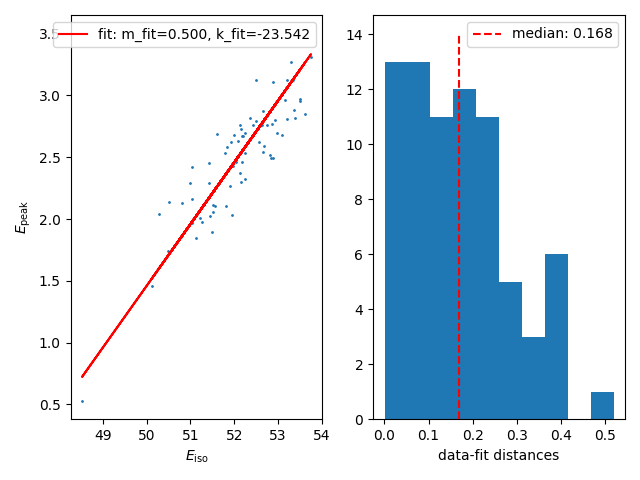 fit: m_fit=0.500, k_fit=-23.542
3.5
3.0
2.5
2.0
1.5
1.0
0.5
E_peak
49 50 51 52 53 54
E_iso
median: 0.168
14
12
10
8
6
4
2
0
0.0 0.1 0.2 0.3 0.4 0.5
data-fit distances